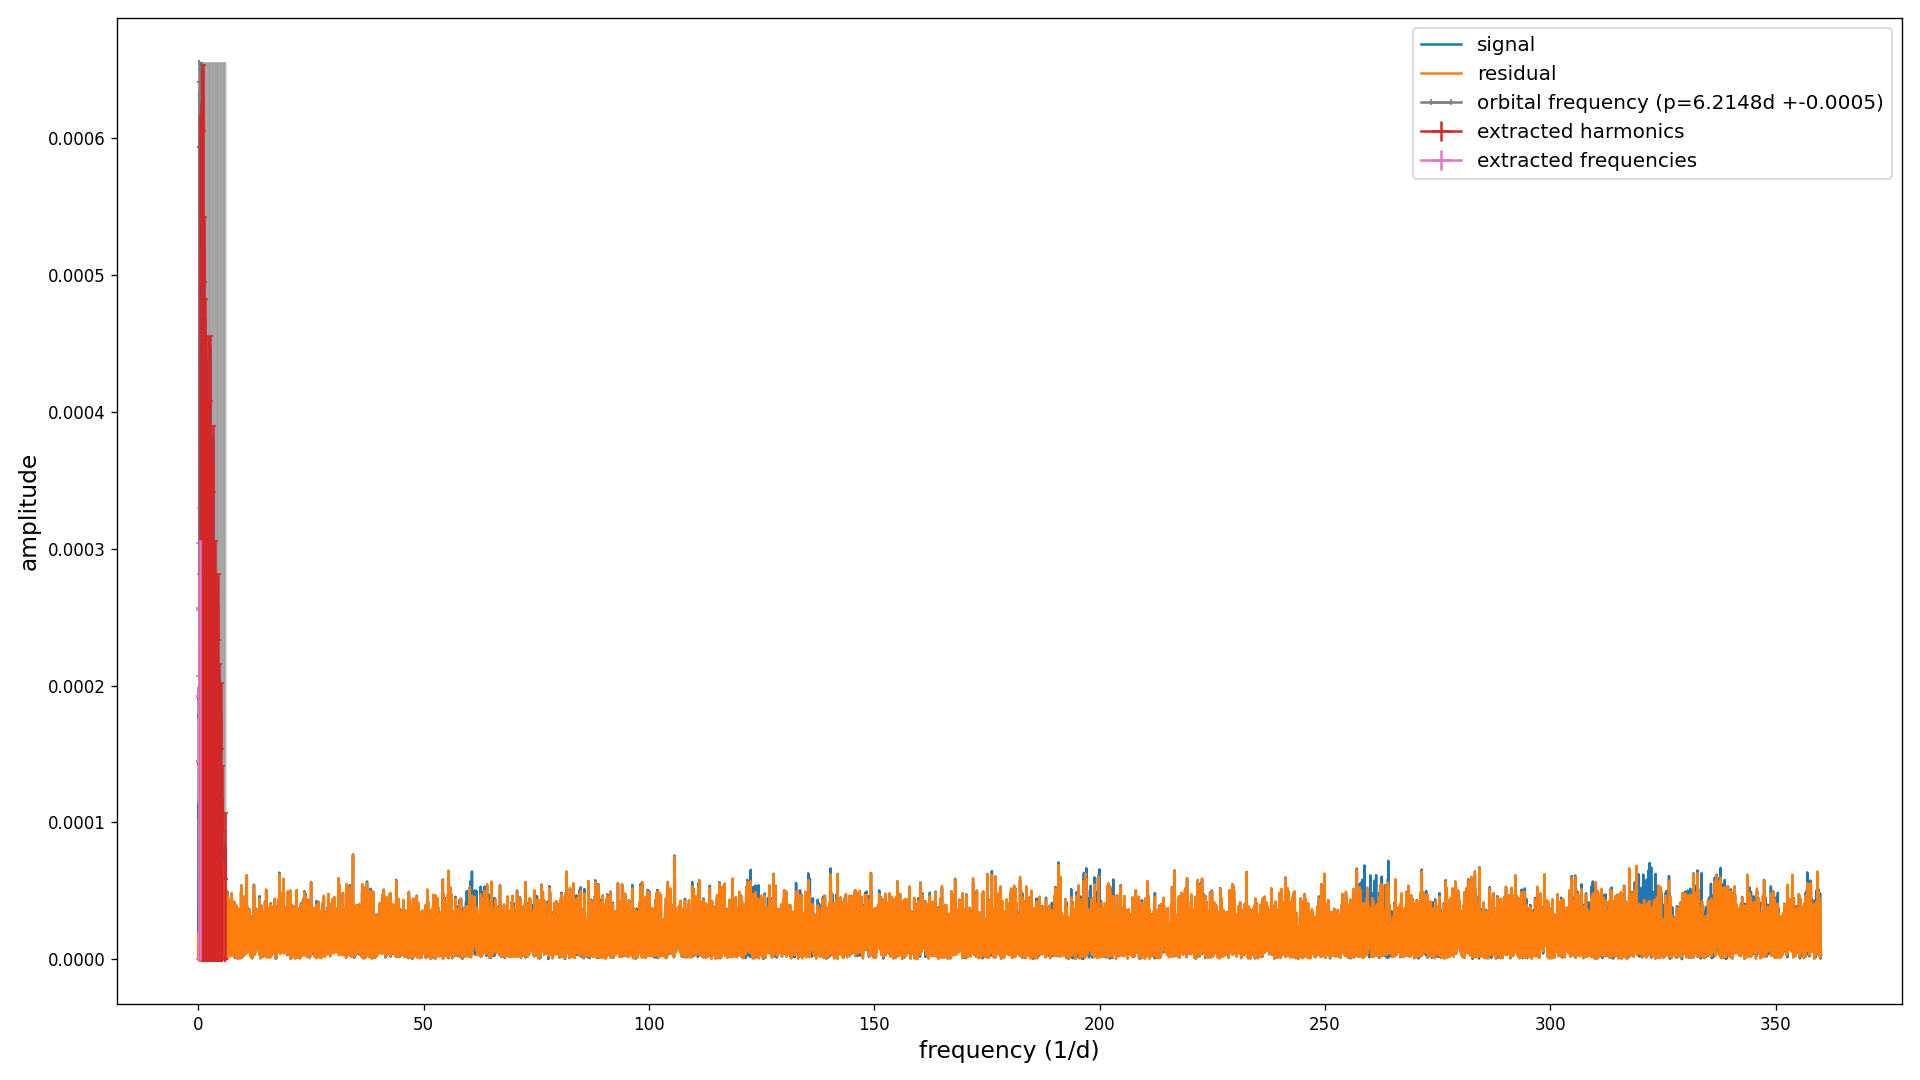 signal
residual
orbital frequency (p=6.2148d +-0.0005)
extracted harmonics
extracted frequencies
0.0006
0.0005
0.0004
0.0003
0.0002
0.0001
0.0000
amplitude
0 50 100 150 200 250 300 350
frequency (1/d)